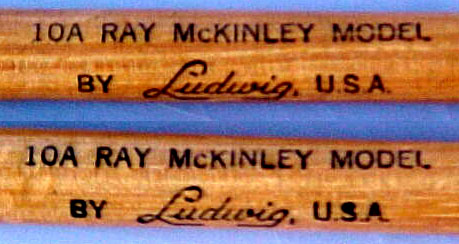 10A RAY McKINLEY MODEL
BY Ludwig, U.S.A.
10A RAY McKINLEY MODEL
BY Ludwig, U.S.A.